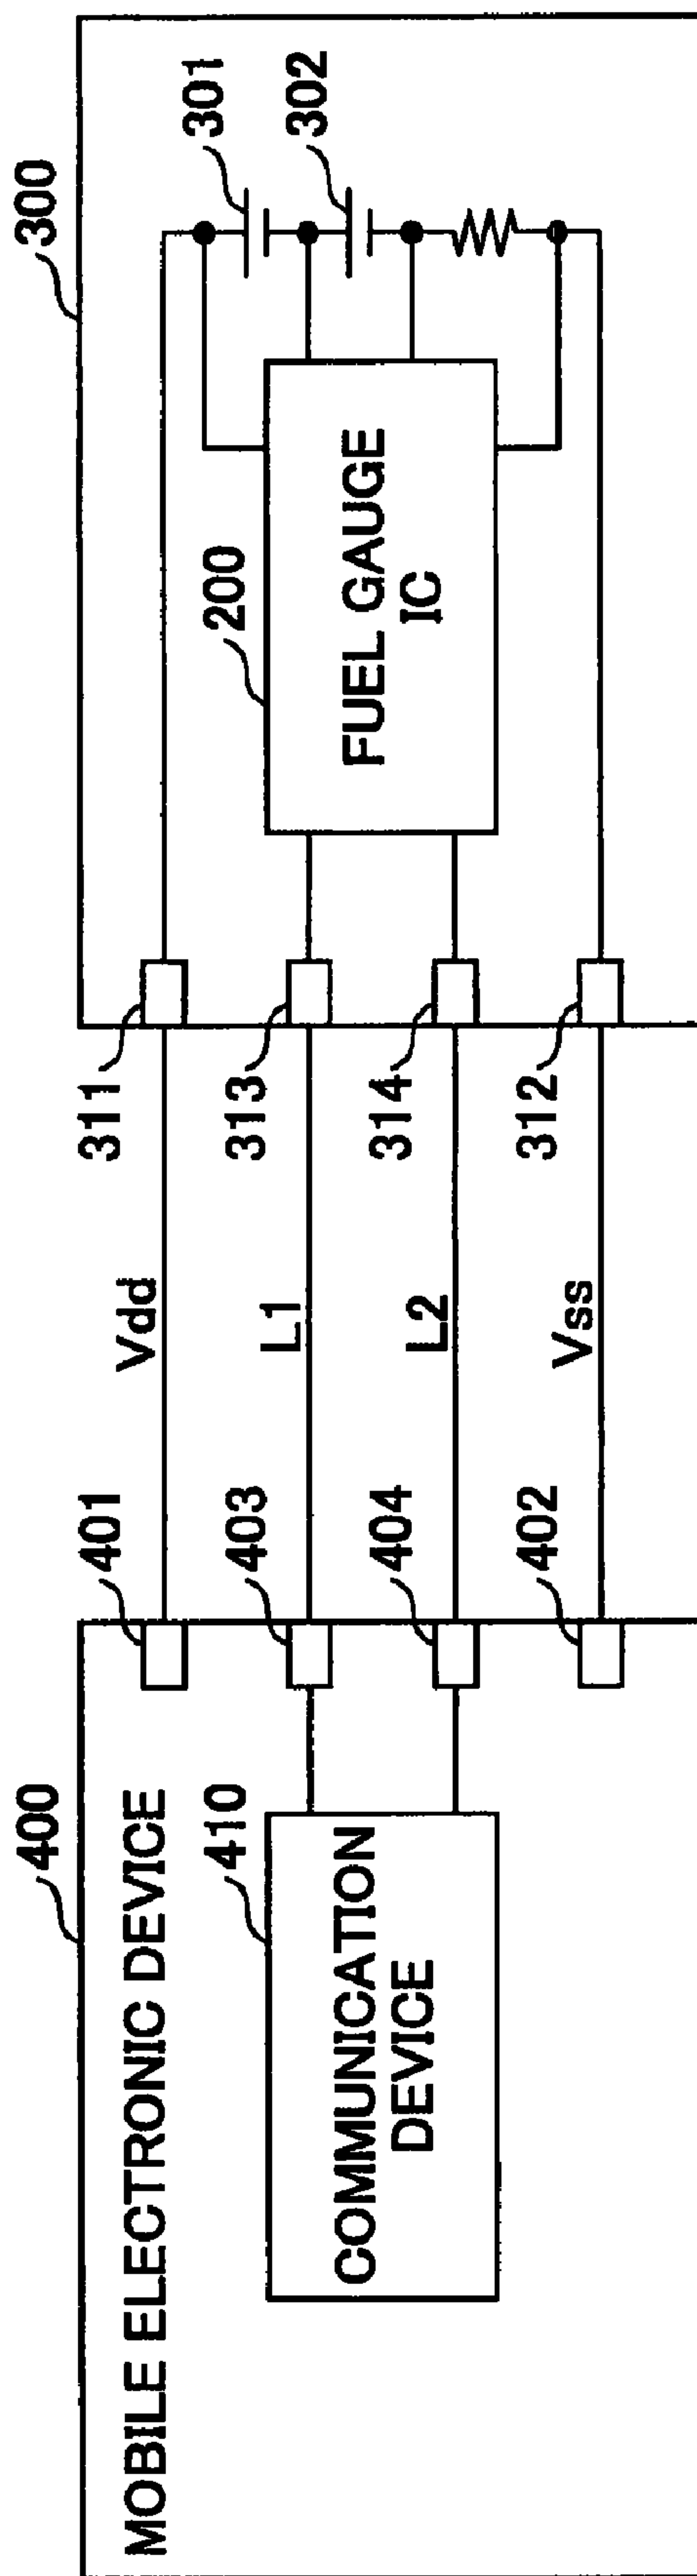 400
MOBILE ELECTRONIC DEVICE
410
COMMUNICATION
DEVICE
401
403
404
402
Vdd
L1
L2
Vss
311
313
314
312
300
200
FUEL GAUGE
IC
301
302